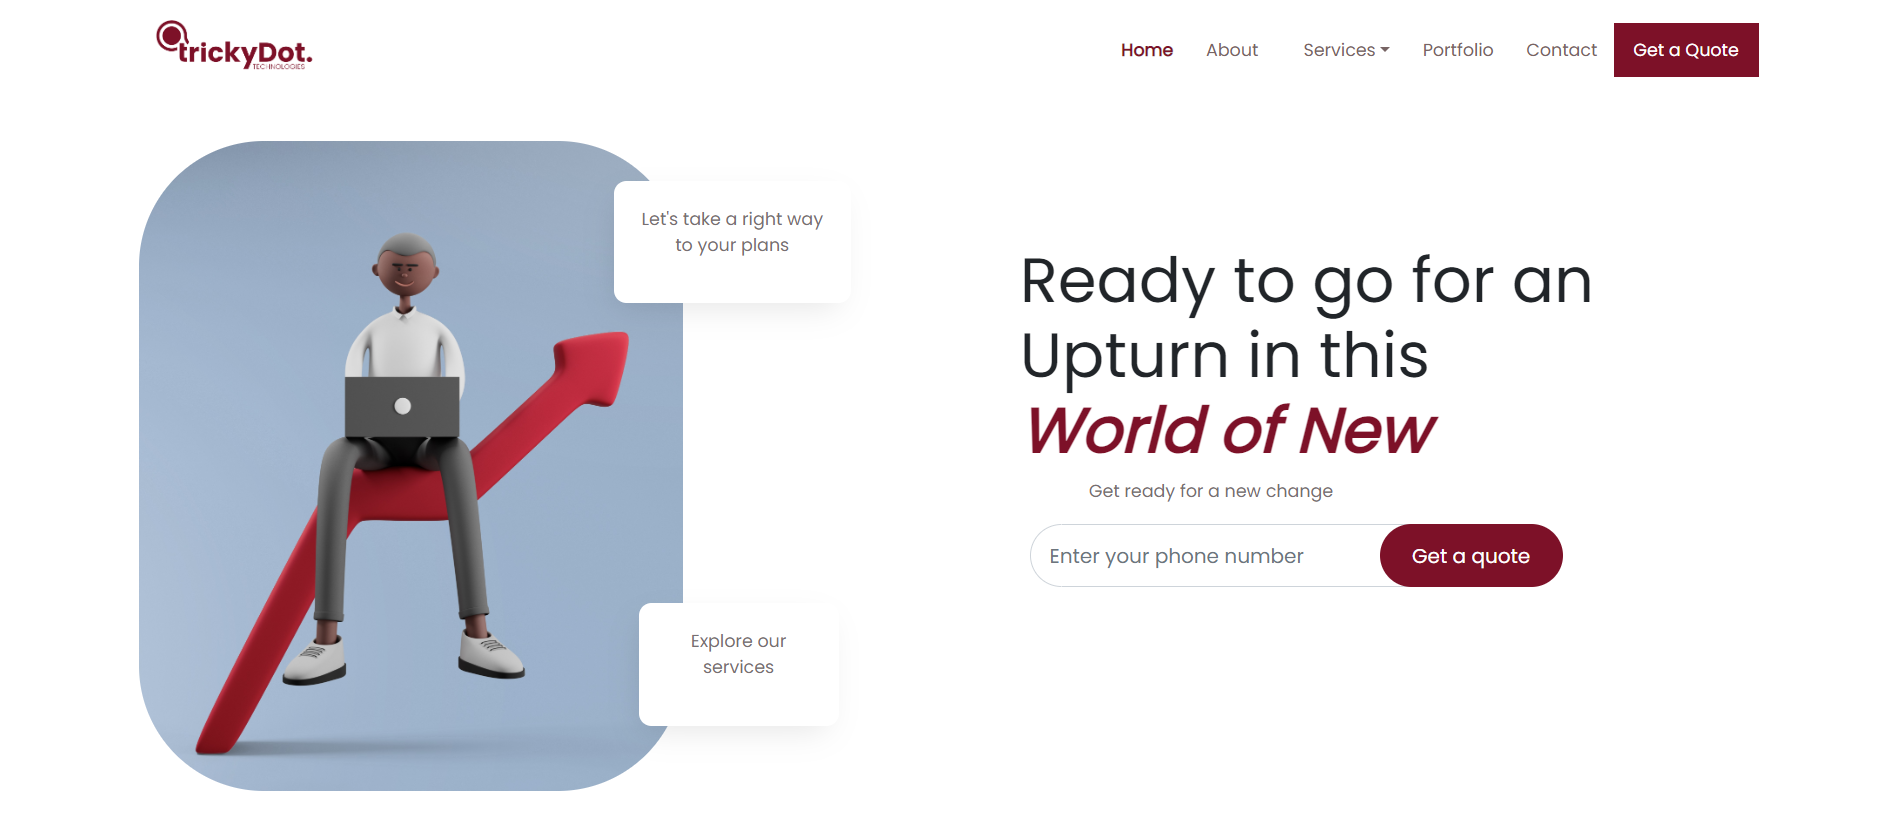 trickyDot.
TECHNOLOGIES
Home About Services Portfolio Contact Get a Quote
Let's take a right way
to your plans
Explore our
services
Ready to go for an
Upturn in this
World of New
Get ready for a new change
Enter your phone number Get a quote